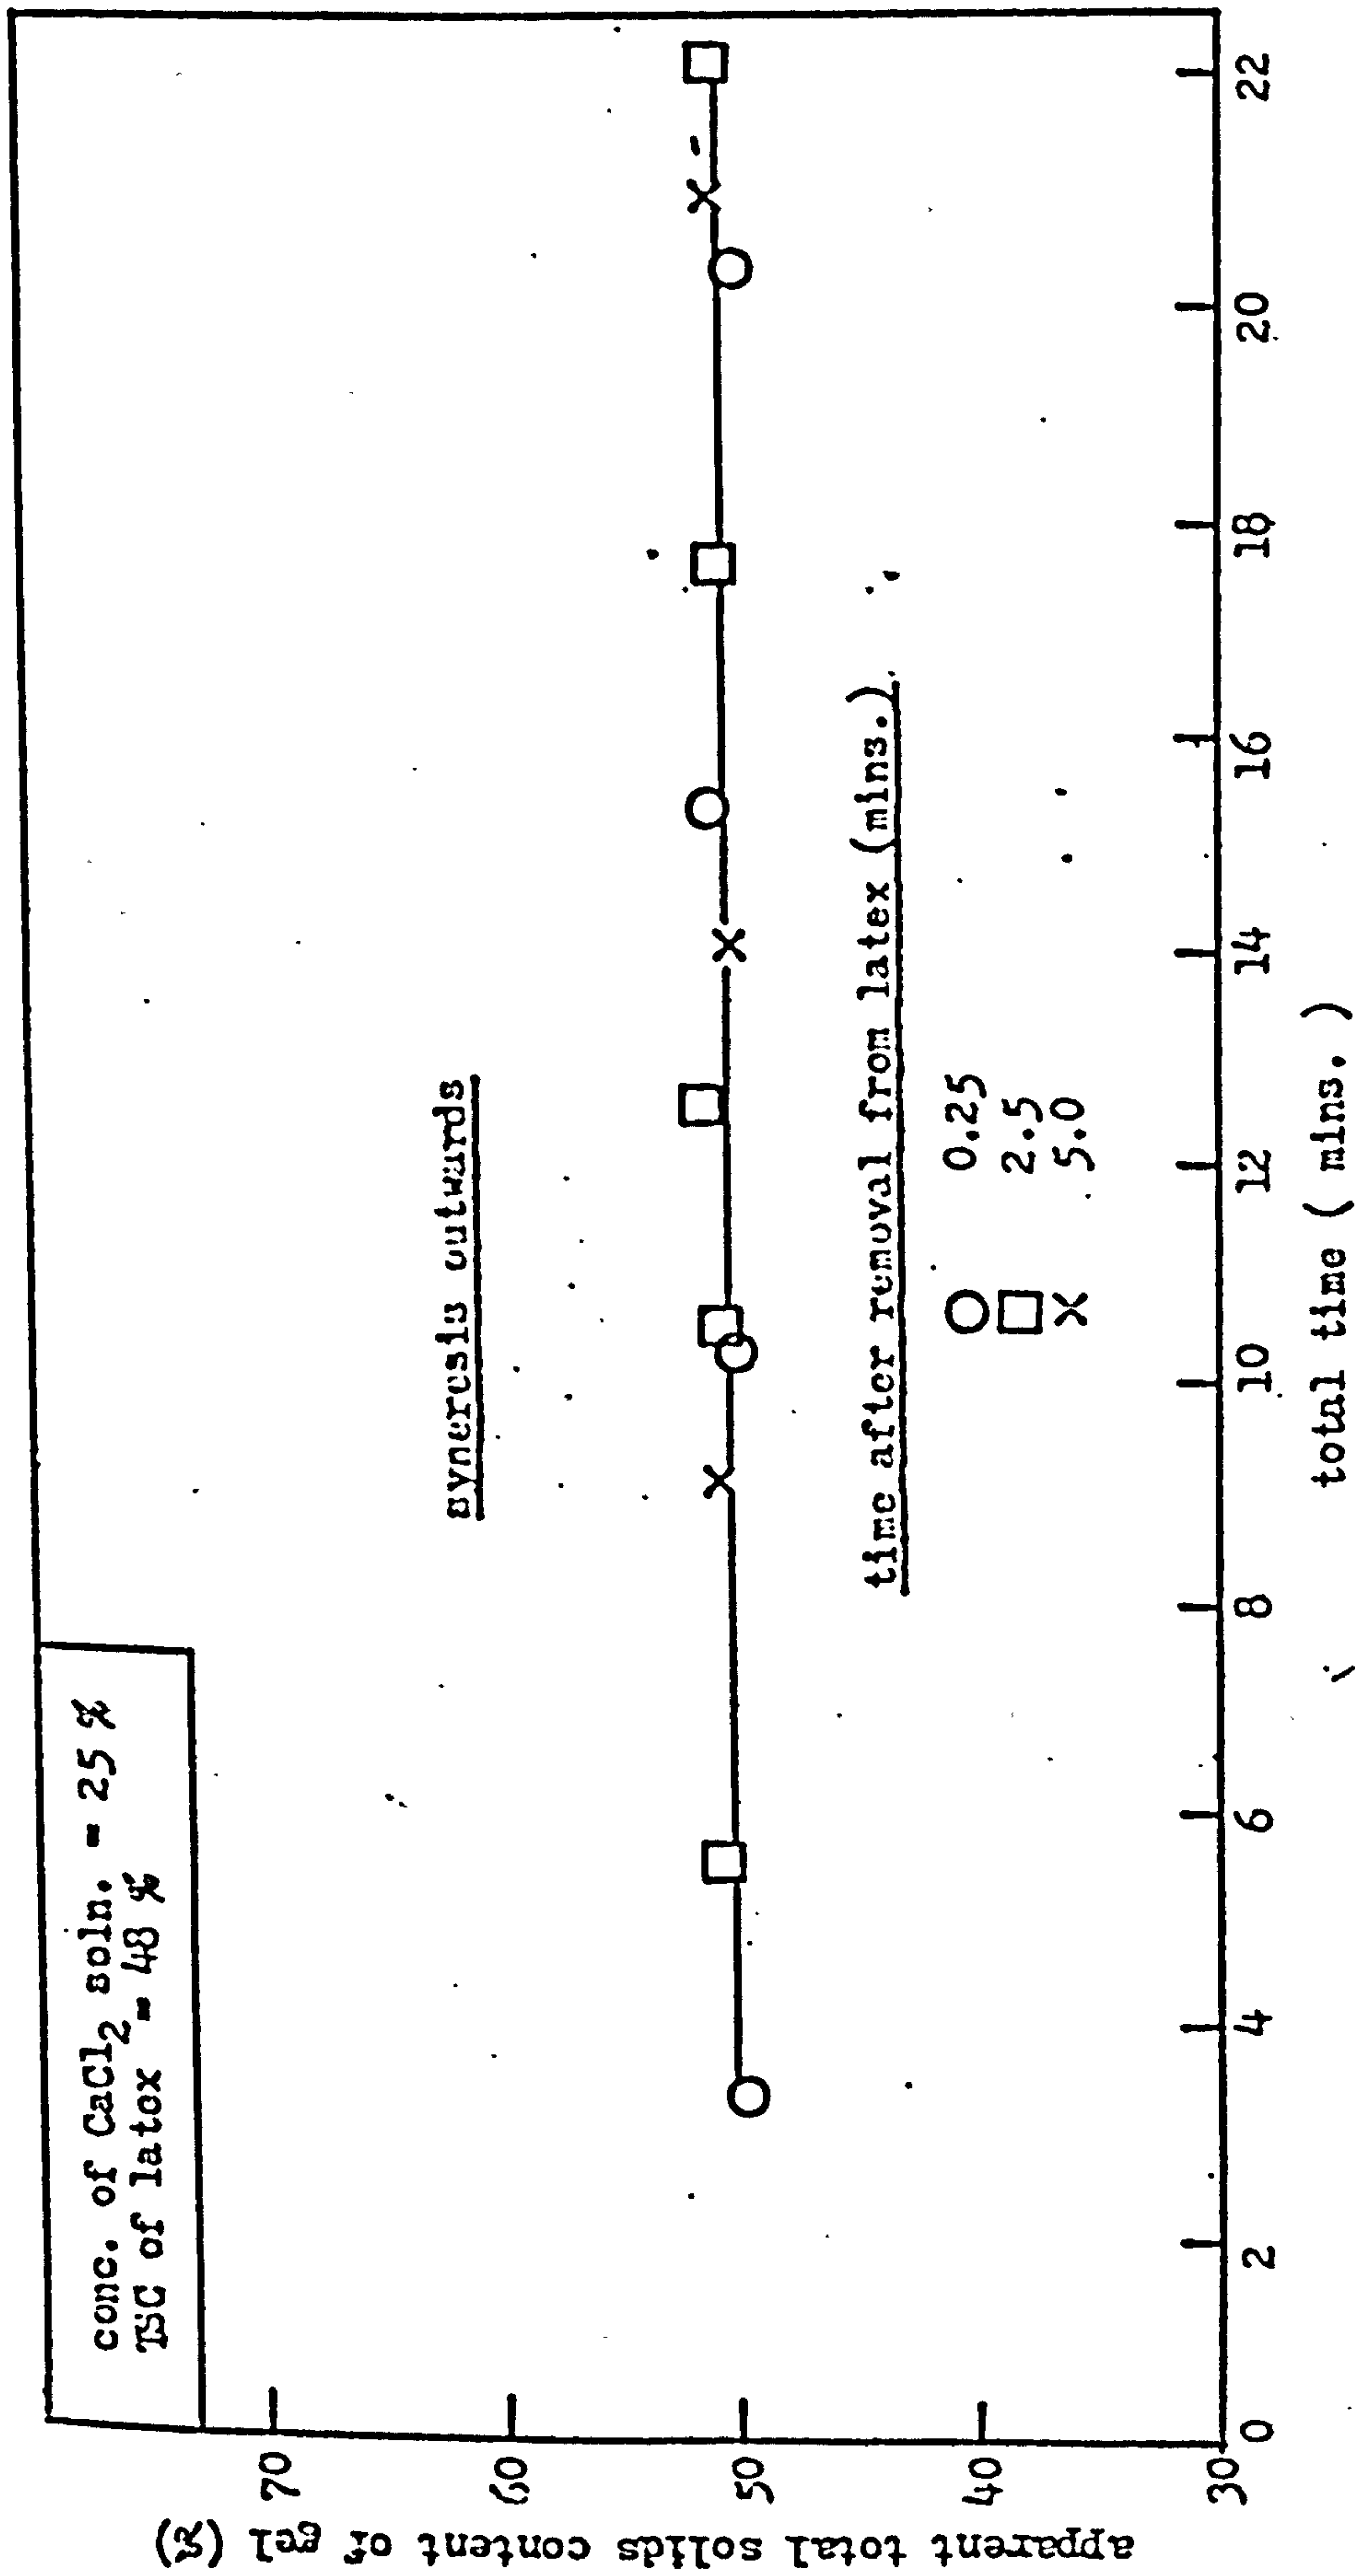 conc. of CaCl2 soln. = 25 %
TSC of latex = 48 %
syneresis outwards
time after removal from latex (mins.)
○ 0.25
□ 2.5
× 5.0
apparent total solids content of gel (%)
70
60
50
40
30
0 2 4 6 8 10 12 14 16 18 20 22
total time ( mins. )